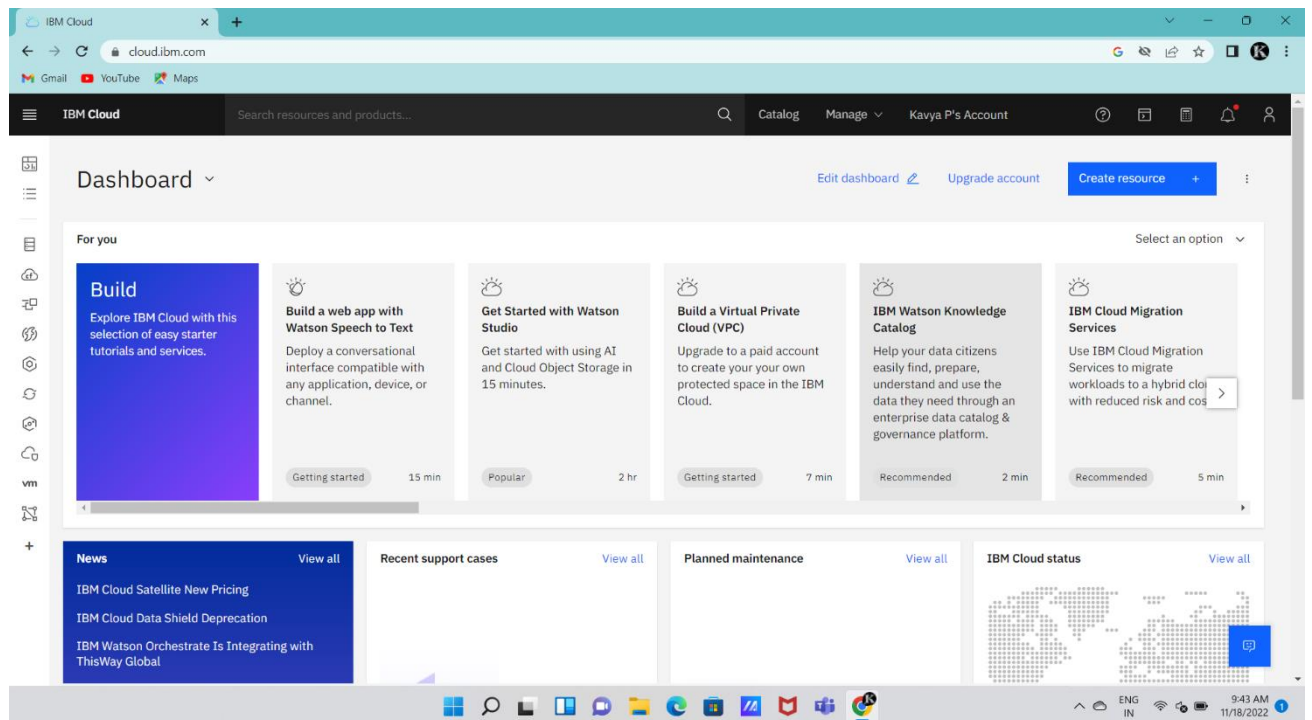 IBM Cloud
cloud.ibm.com
Gmail YouTube Maps
IBM Cloud Search resources and products... Catalog Manage Kavya P's Account
Dashboard Edit dashboard Upgrade account Create resource +
For you Select an option
Build
Explore IBM Cloud with this
selection of easy starter
tutorials and services.
Build a web app with
Watson Speech to Text
Deploy a conversational
interface compatible with
any application, device, or
channel.
Getting started 15 min
Get Started with Watson
Studio
Get started with using AI
and Cloud Object Storage in
15 minutes.
Popular 2 hr
Build a Virtual Private
Cloud (VPC)
Upgrade to a paid account
to create your your own
protected space in the IBM
Cloud.
Getting started 7 min
IBM Watson Knowledge
Catalog
Help your data citizens
easily find, prepare,
understand and use the
data they need through an
enterprise data catalog &
governance platform.
Recommended 2 min
IBM Cloud Migration
Services
Use IBM Cloud Migration
Services to migrate
workloads to a hybrid clo
with reduced risk and cos
Recommended 5 min
vm
News View all
IBM Cloud Satellite New Pricing
IBM Cloud Data Shield Deprecation
IBM Watson Orchestrate Is Integrating with
ThisWay Global
Recent support cases View all
Planned maintenance View all
IBM Cloud status View all
ENG
IN
9:43 AM
11/18/2022
1